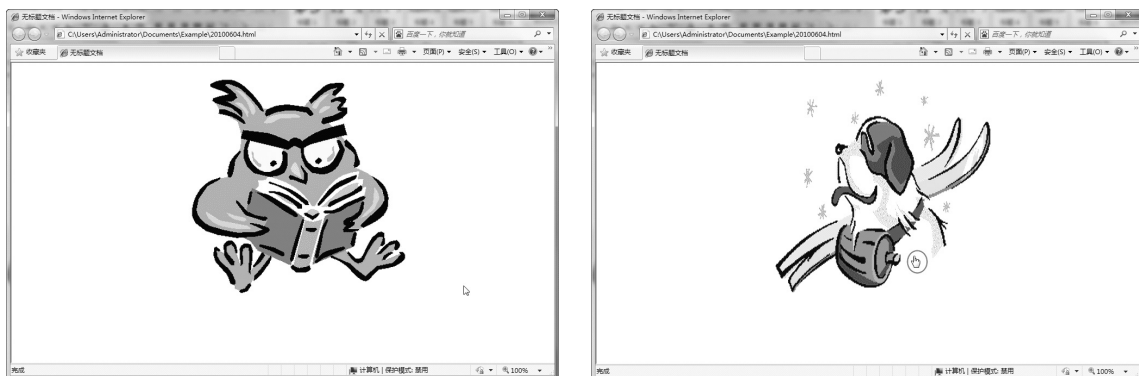 无标题文档 - Windows Internet Explorer
C:\Users\Administrator\Documents\Example\20100604.html
百度一下，你就知道
收藏夹
无标题文档
页面(P)
安全(S)
工具(O)
完成
计算机 | 保护模式: 禁用
100%
无标题文档 - Windows Internet Explorer
C:\Users\Administrator\Documents\Example\20100604.html
百度一下，你就知道
收藏夹
无标题文档
页面(P)
安全(S)
工具(O)
完成
计算机 | 保护模式: 禁用
100%